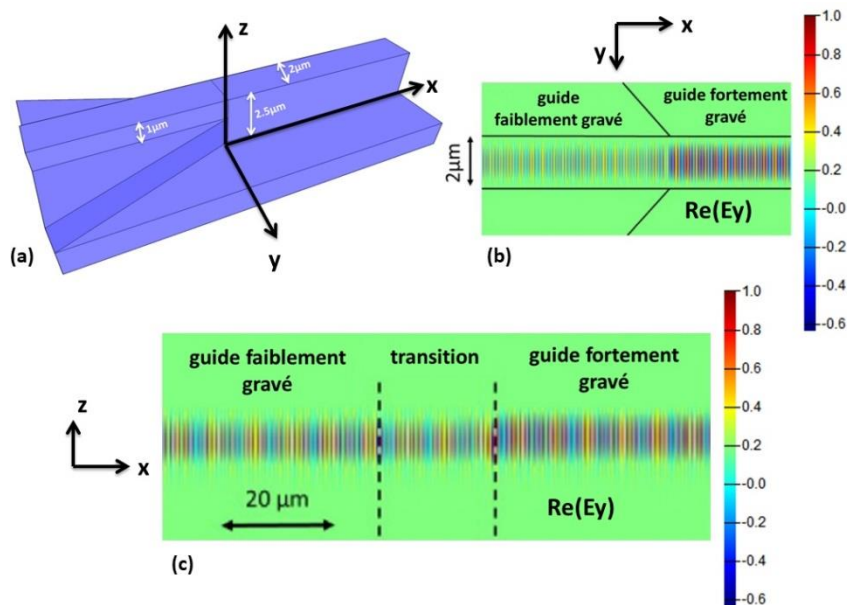 z
2μm
x
1μm
2.5μm
y
(a)
x
y
guide
faiblement gravé
guide fortement
gravé
2μm
Re(Ey)
(b)
1.0
0.8
0.6
0.4
0.2
-0.0
-0.2
-0.4
-0.6
guide faiblement
gravé
transition
guide fortement
gravé
z
x
20 μm
Re(Ey)
(c)
1.0
0.8
0.6
0.4
0.2
-0.0
-0.2
-0.4
-0.6